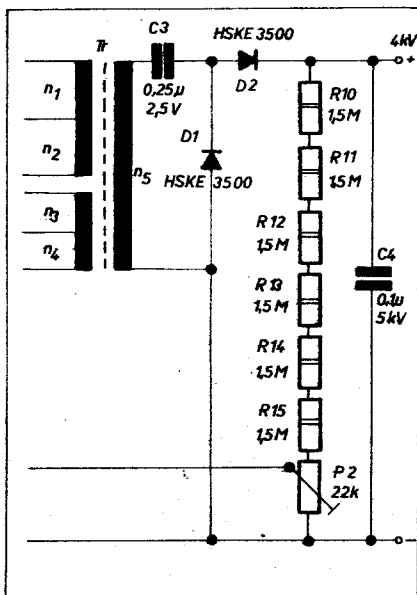 Tr
C3
0,25µ
2,5V
HSKE 3500
D2
4kV
+
n1
n2
n3
n4
n5
D1
HSKE 3500
R10
1,5M
R11
1,5M
R12
1,5M
R13
1,5M
R14
1,5M
R15
1,5M
C4
0,1µ
5kV
P2
22k
-